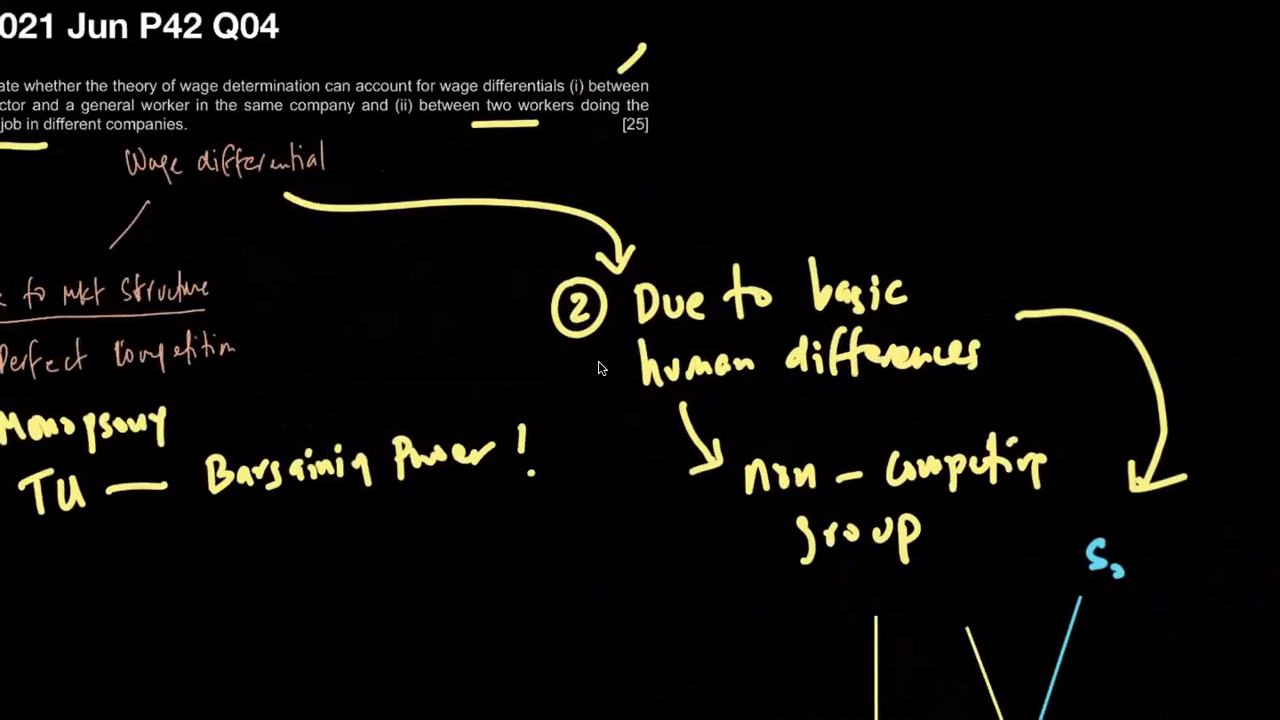 021 Jun P42 Q04
ate whether the theory of wage determination can account for wage differentials (i) between
ctor and a general worker in the same company and (ii) between two workers doing the
job in different companies. [25]
Wage differential
to mkt structure
Perfect Competition
Monopsony
TU — Bargaining Power!
② Due to basic
human differences
non - competing
group
S